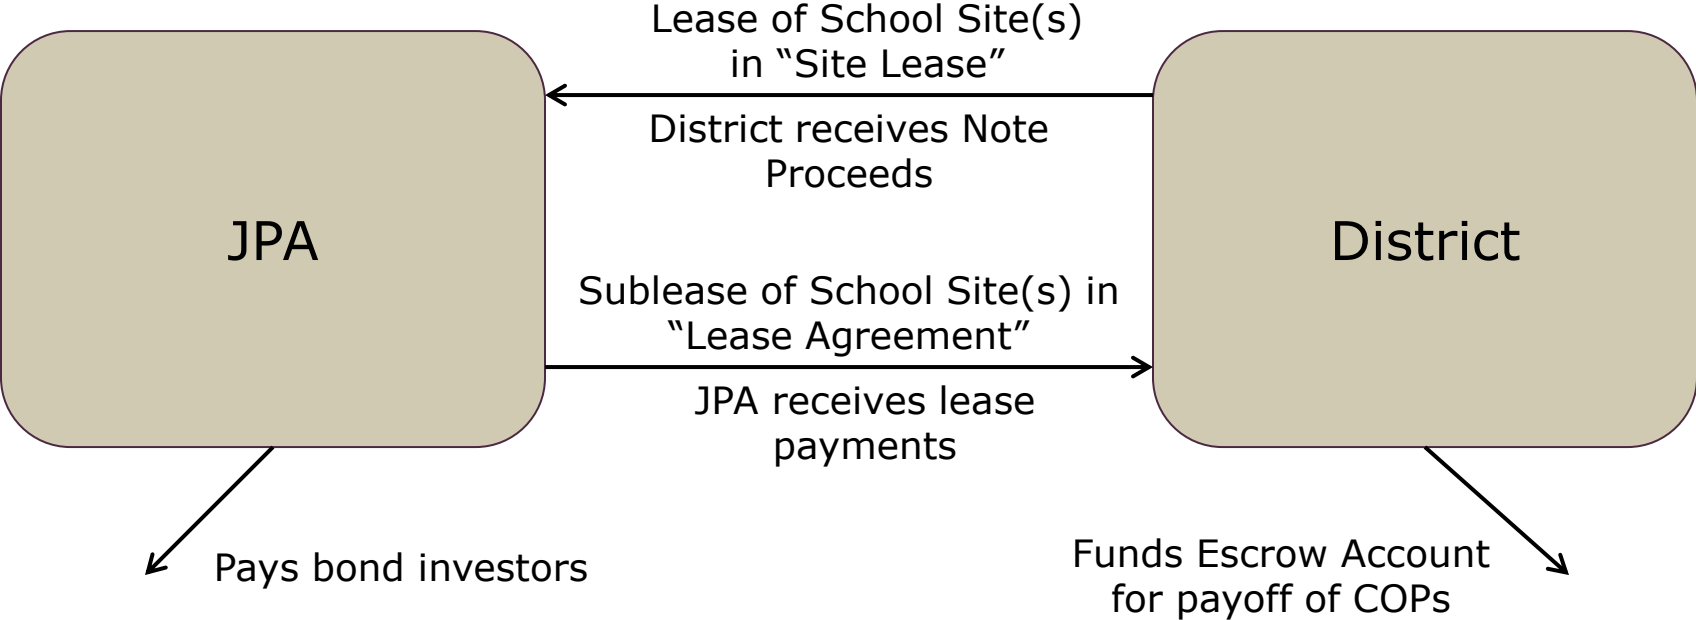 Lease of School Site(s)
in “Site Lease”
District receives Note
Proceeds
JPA
District
Sublease of School Site(s) in
“Lease Agreement”
JPA receives lease
payments
Pays bond investors
Funds Escrow Account
for payoff of COPs